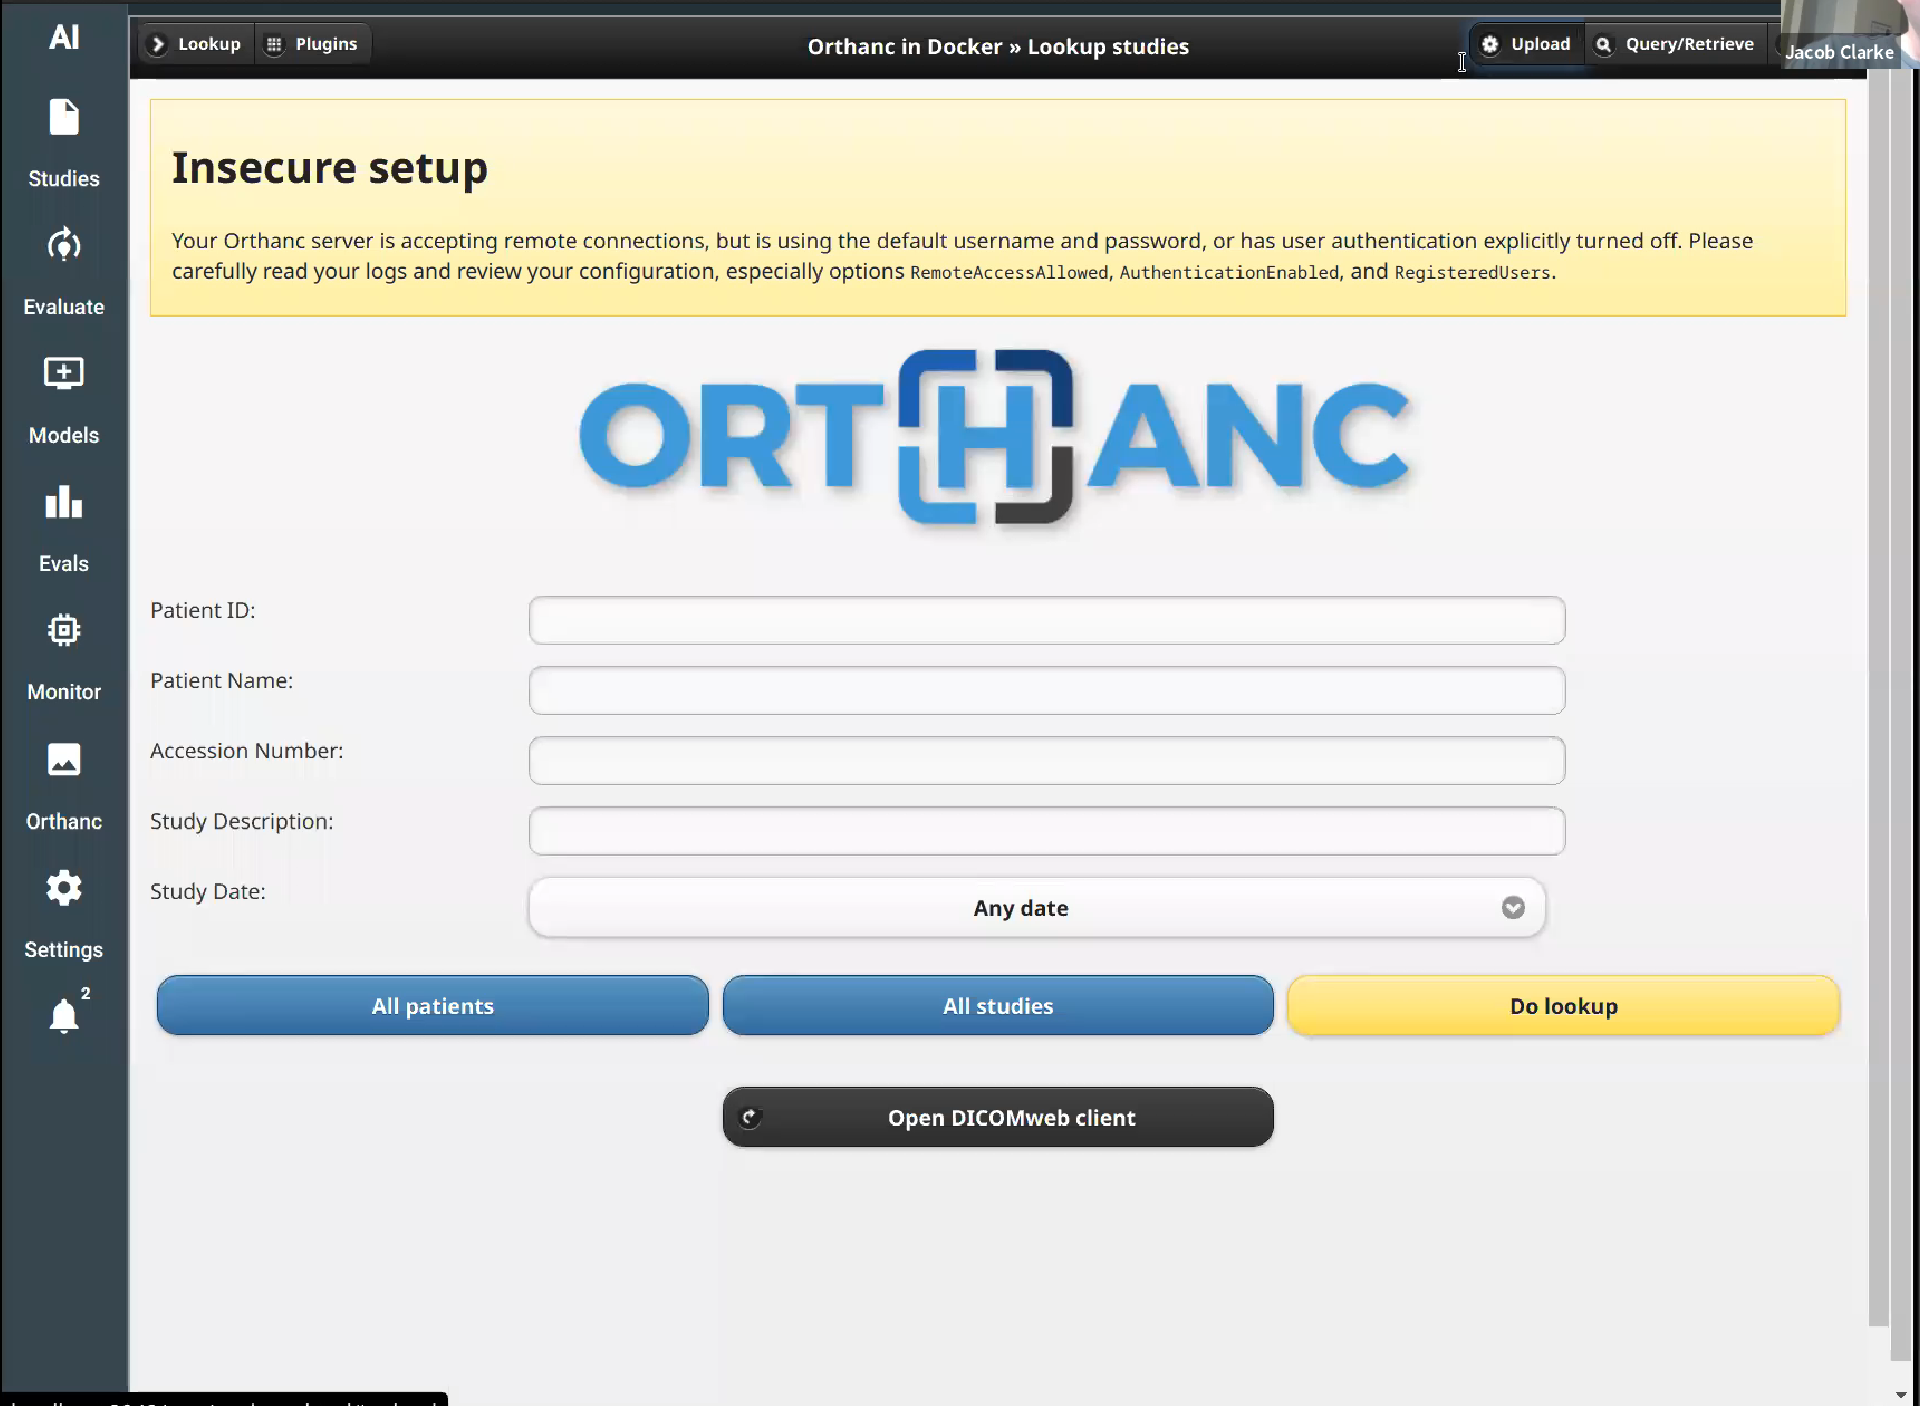 AI
Studies
Evaluate
Models
Evals
Monitor
Orthanc
Settings
2
Lookup
Plugins
Orthanc in Docker » Lookup studies
Upload
Query/Retrieve
Jacob Clarke
Insecure setup
Your Orthanc server is accepting remote connections, but is using the default username and password, or has user authentication explicitly turned off. Please
carefully read your logs and review your configuration, especially options RemoteAccessAllowed, AuthenticationEnabled, and RegisteredUsers.
ORTHANC
Patient ID:
Patient Name:
Accession Number:
Study Description:
Study Date:
Any date
All patients
All studies
Do lookup
Open DICOMweb client